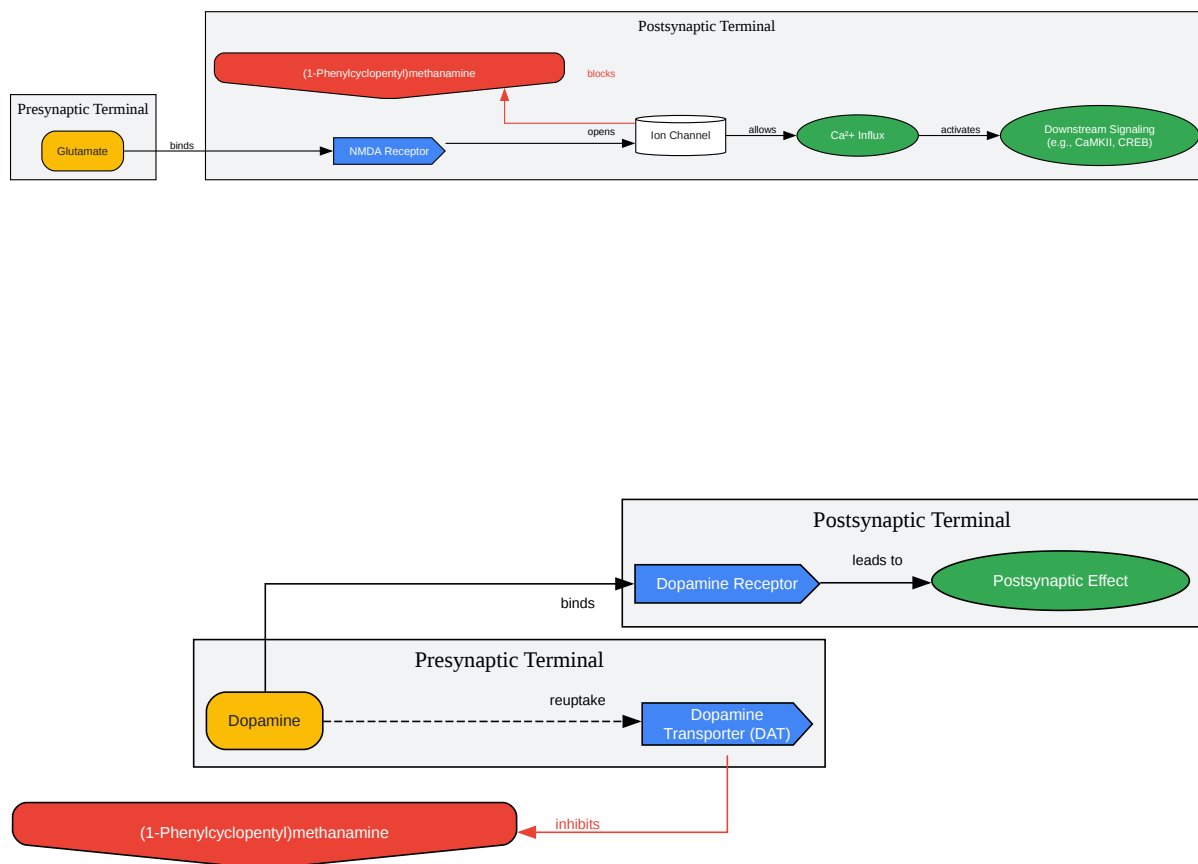 Postsynaptic Terminal
(1-Phenylcyclopentyl)methanamine
blocks
Presynaptic Terminal
Glutamate
binds
NMDA Receptor
opens
Ion Channel
allows
Ca²+ Influx
activates
Downstream Signaling
(e.g., CaMKII, CREB)
Postsynaptic Terminal
Dopamine Receptor
leads to
Postsynaptic Effect
binds
Presynaptic Terminal
Dopamine
reuptake
Dopamine
Transporter (DAT)
(1-Phenylcyclopentyl)methanamine
inhibits